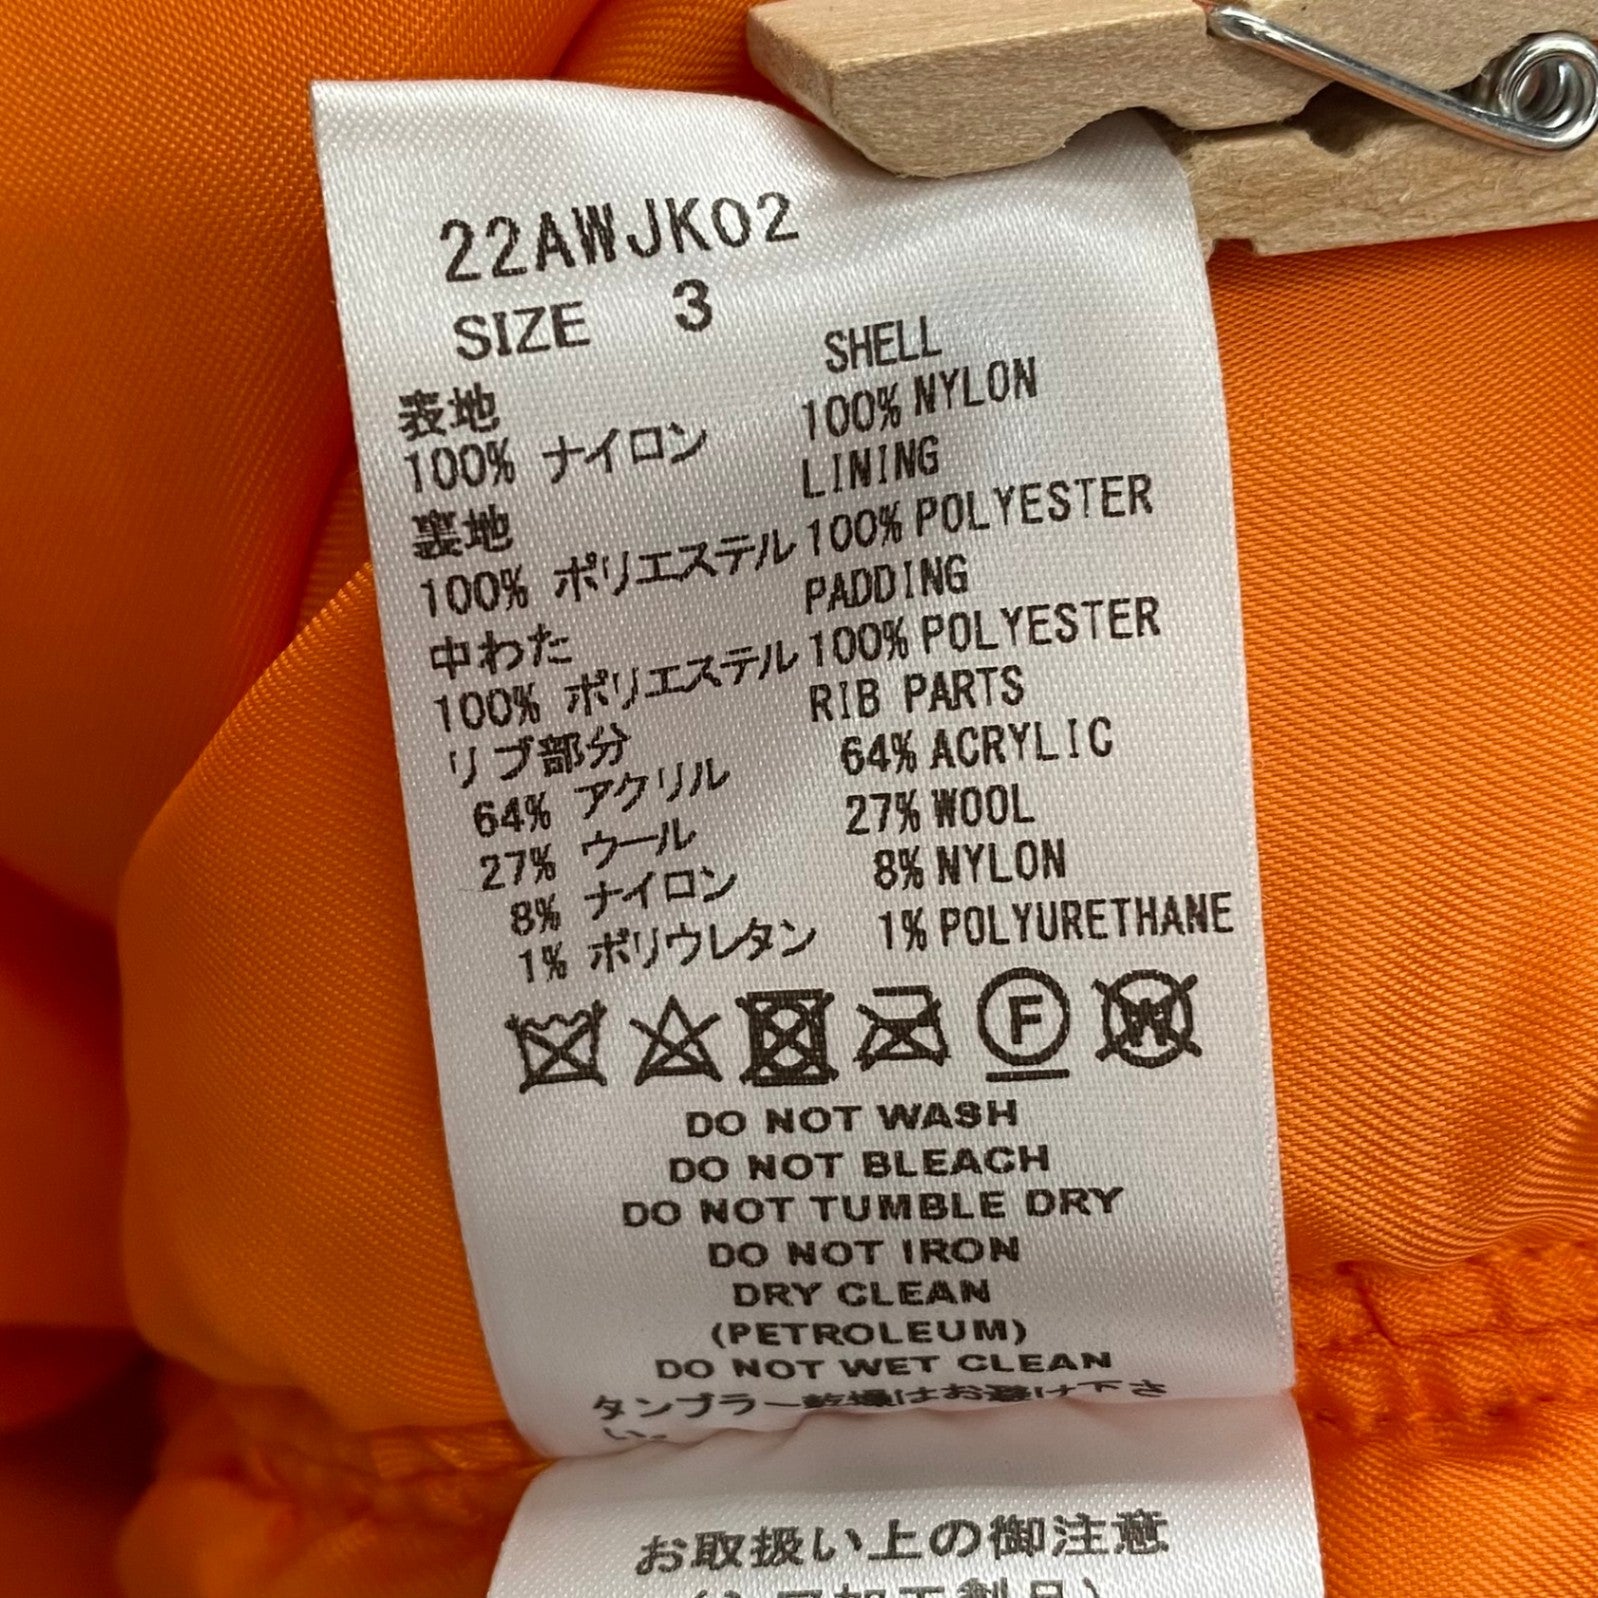 22AWJK02
SIZE 3
表地
100% ナイロン
裏地
100% ポリエステル
中わた
100% ポリエステル
リブ部分
64% アクリル
27% ウール
8% ナイロン
1% ポリウレタン
SHELL
100% NYLON
LINING
100% POLYESTER
PADDING
100% POLYESTER
RIB PARTS
64% ACRYLIC
27% WOOL
8% NYLON
1% POLYURETHANE
F
W
DO NOT WASH
DO NOT BLEACH
DO NOT TUMBLE DRY
DO NOT IRON
DRY CLEAN
(PETROLEUM)
DO NOT WET CLEAN
タンブラー乾燥はお避け下さ
い。
お取扱い上の御注意